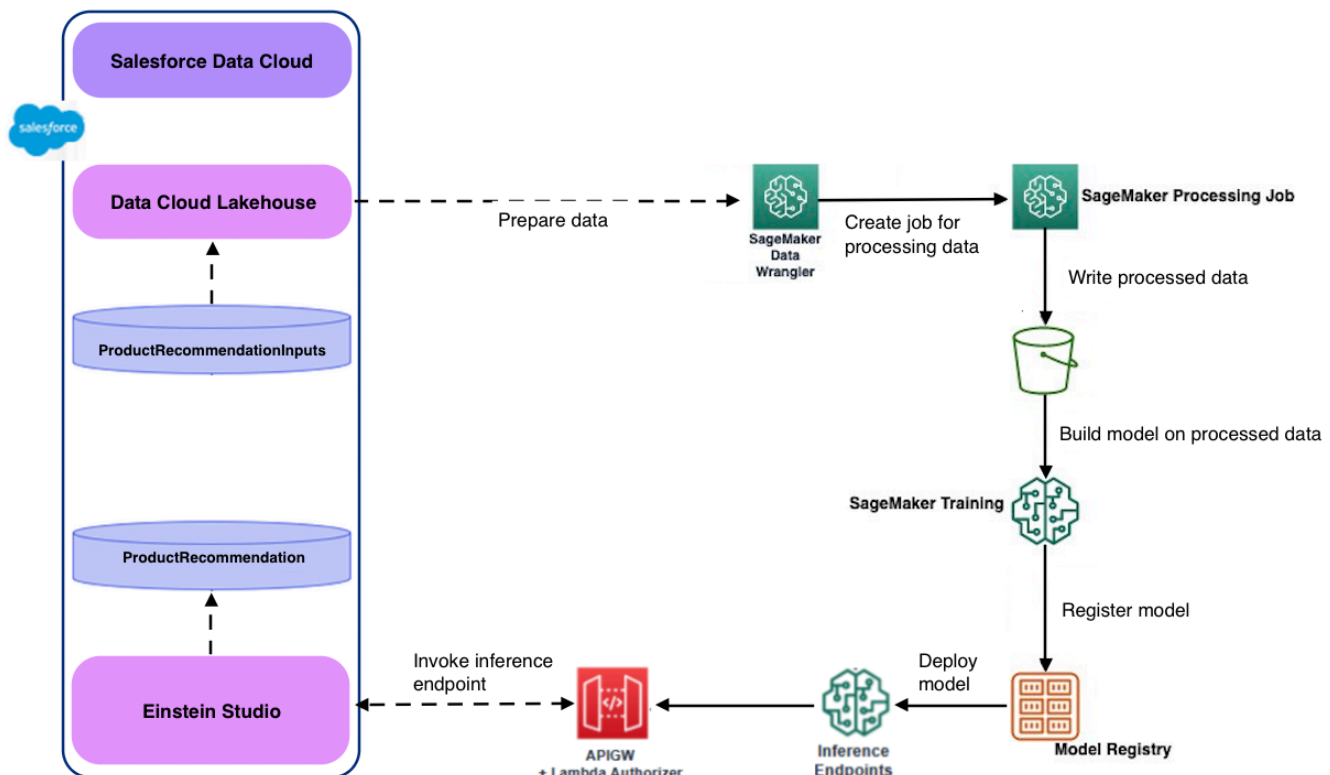 Salesforce Data Cloud
salesforce
Data Cloud Lakehouse
Prepare data
SageMaker
Data
Wrangler
Create job for
processing data
SageMaker Processing Job
Write processed data
ProductRecommendationInputs
Build model on processed data
SageMaker Training
ProductRecommendation
Register model
Invoke inference
endpoint
Deploy
model
Einstein Studio
APIGW
+ Lambda Authorizer
Inference
Endpoints
Model Registry